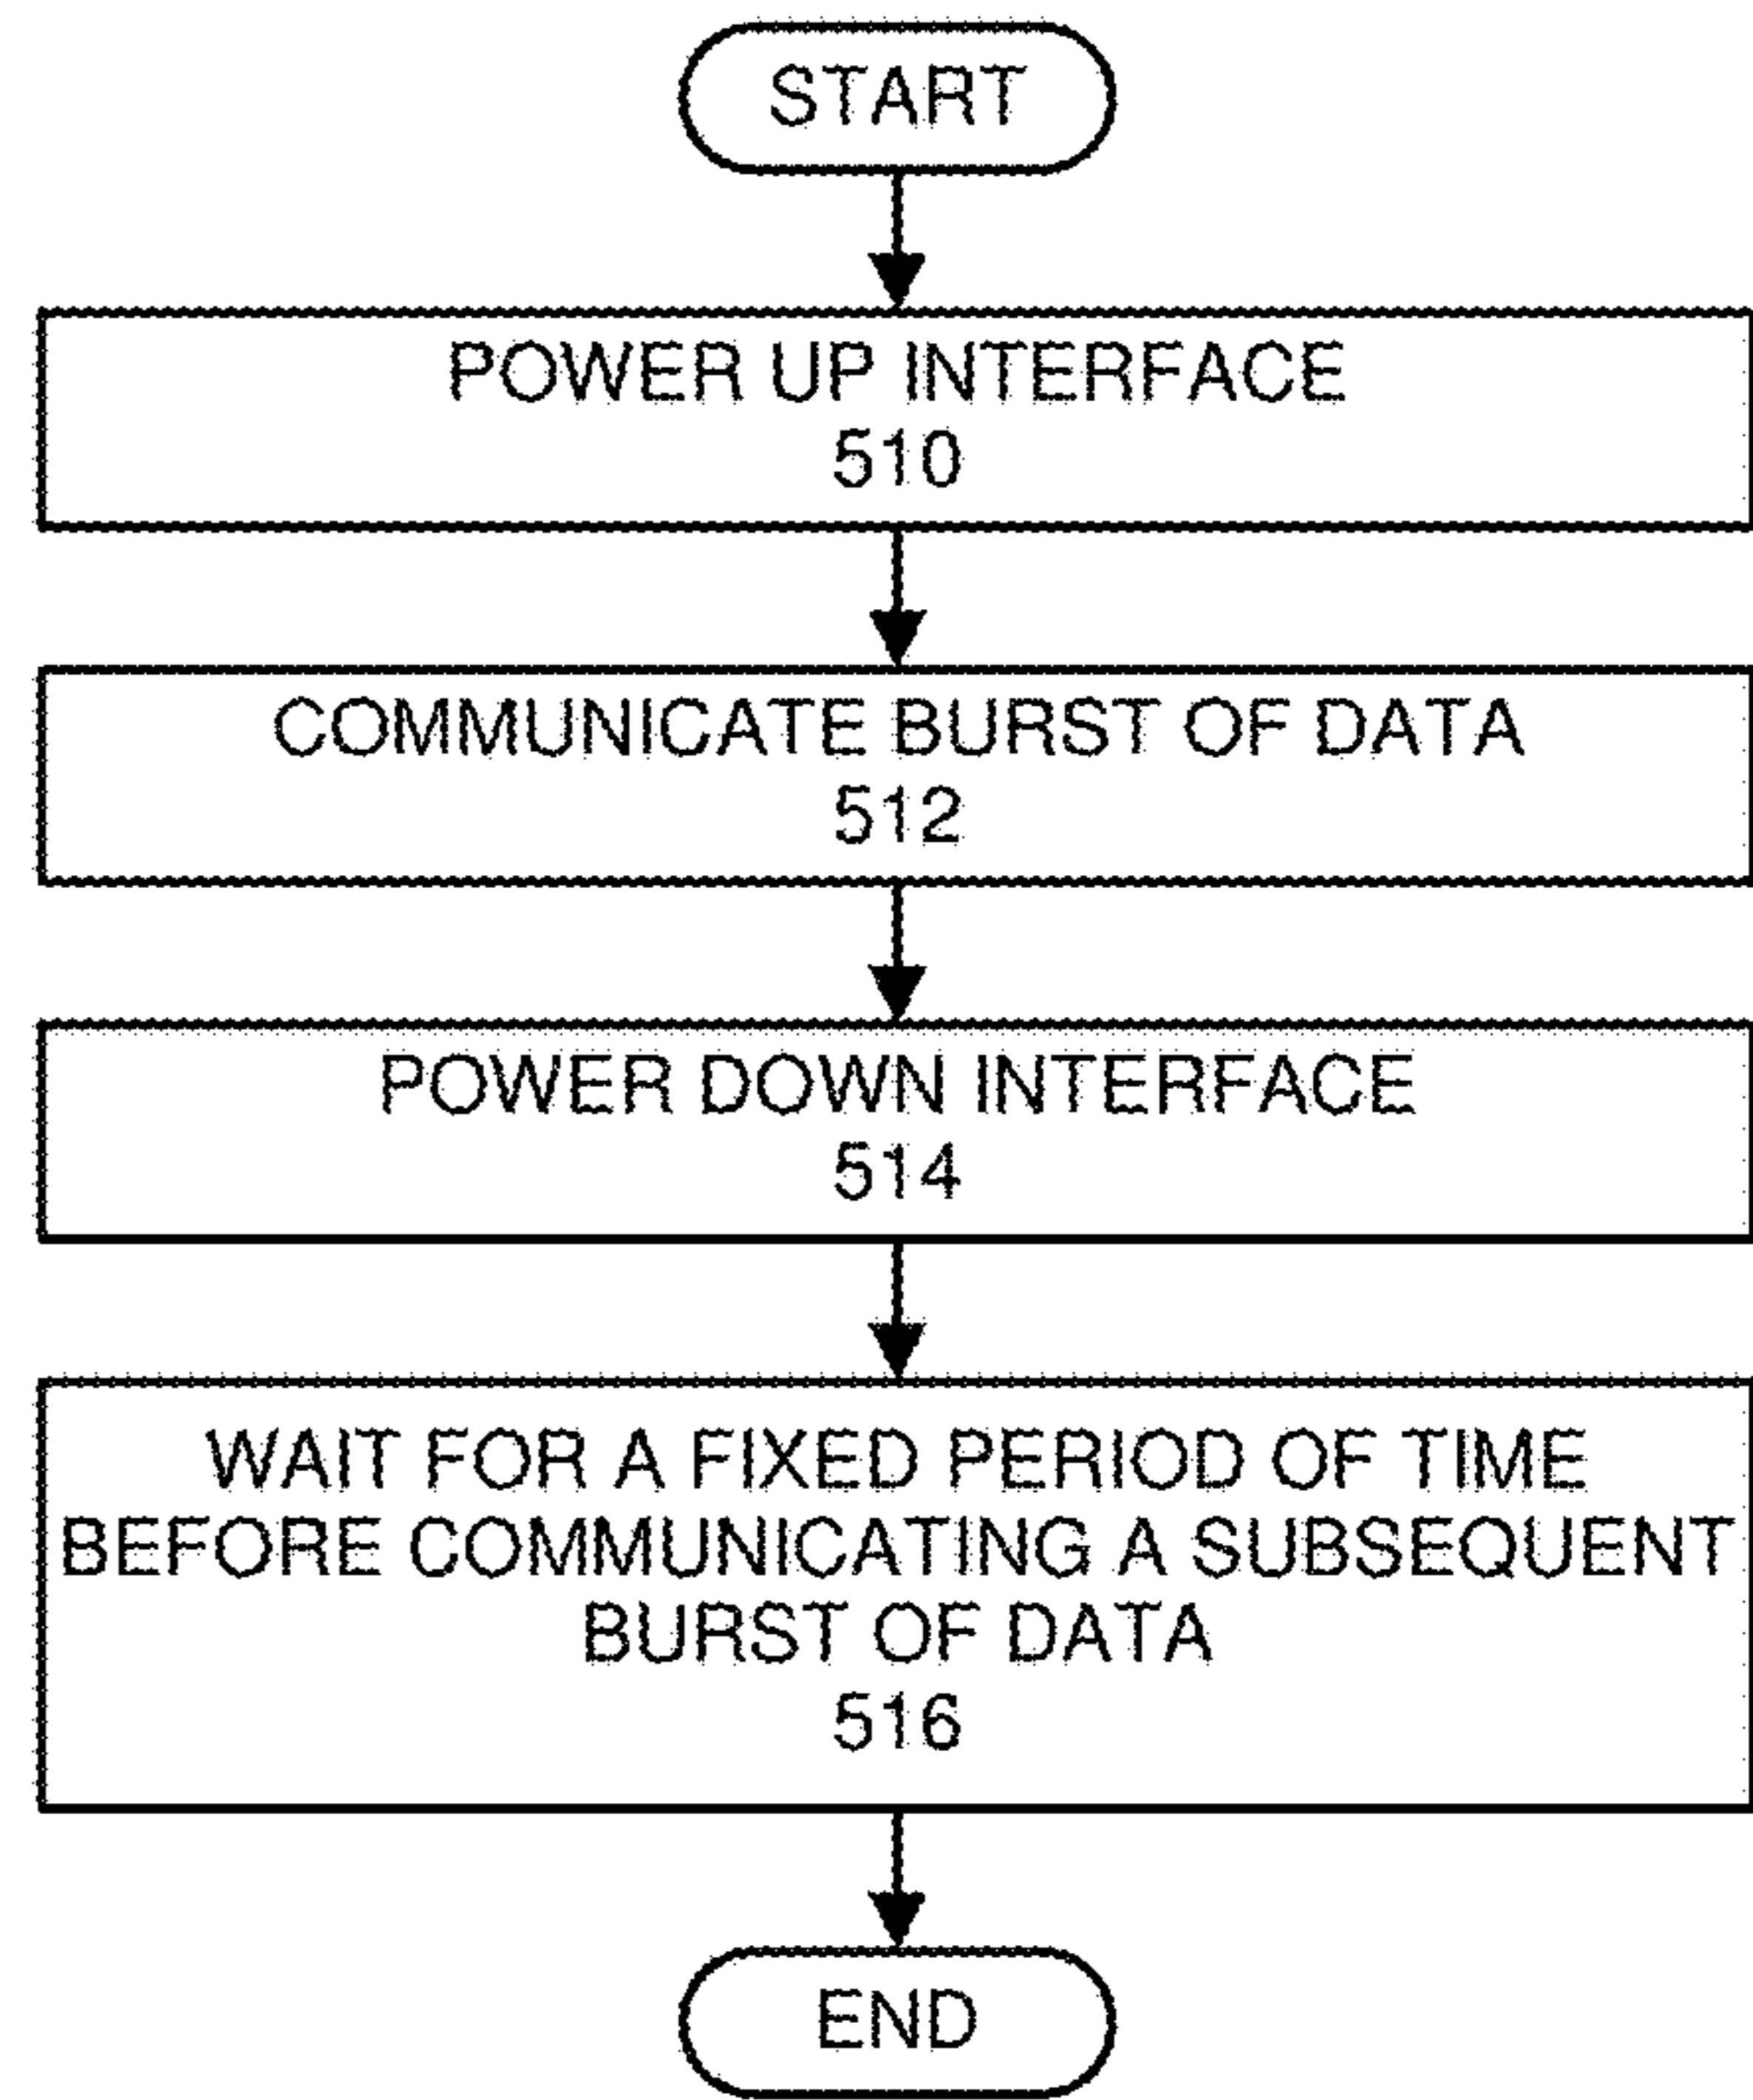 START
POWER UP INTERFACE
510
COMMUNICATE BURST OF DATA
512
POWER DOWN INTERFACE
514
WAIT FOR A FIXED PERIOD OF TIME
BEFORE COMMUNICATING A SUBSEQUENT
BURST OF DATA
516
END